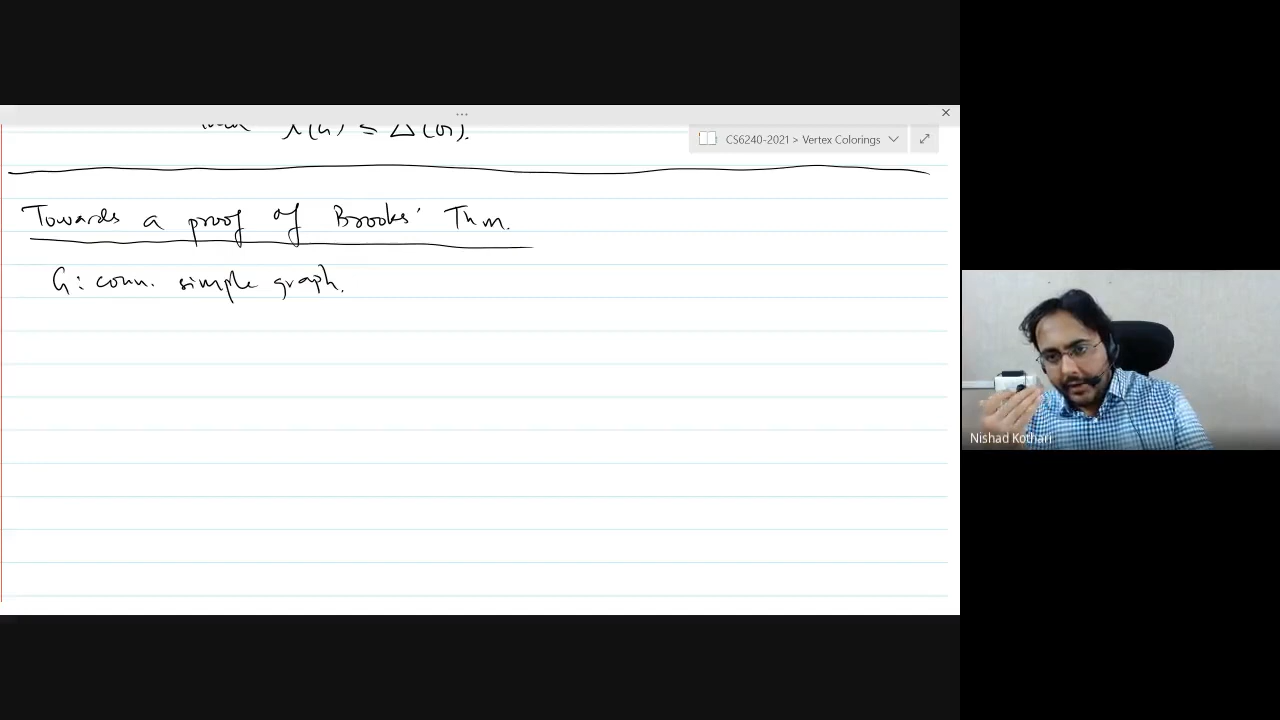 χ(G) ≤ Δ(G).
CS6240-2021 > Vertex Colorings
Towards a proof of Brooks' Thm.
G: conn. simple graph.
Nishad Kothari